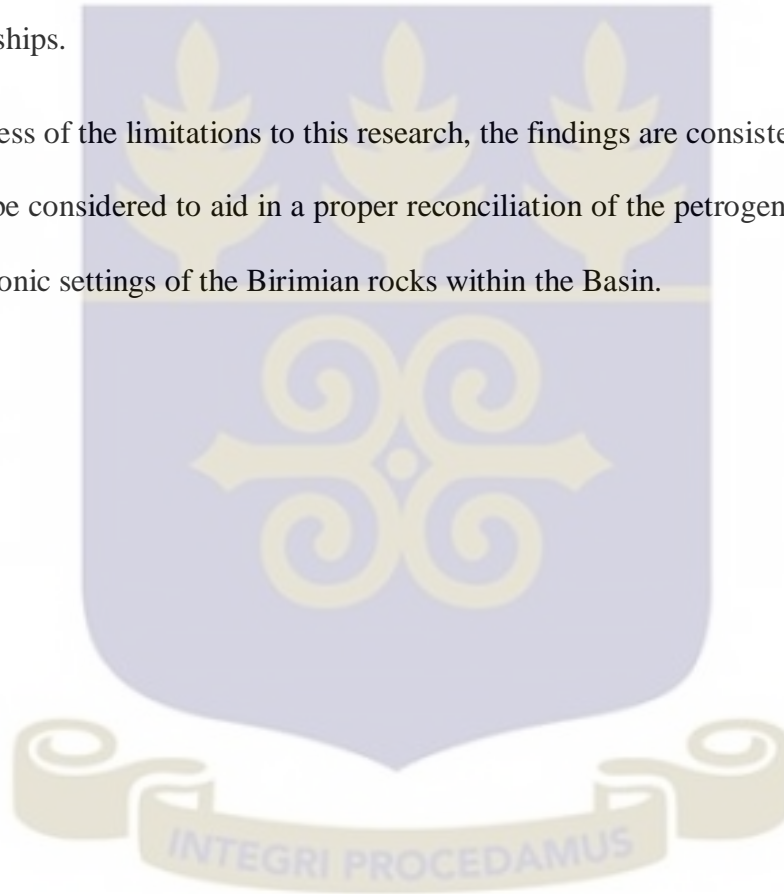 ships.
ess of the limitations to this research, the findings are consiste
be considered to aid in a proper reconciliation of the petrogen
onic settings of the Birimian rocks within the Basin.
INTEGRI PROCEDAMUS